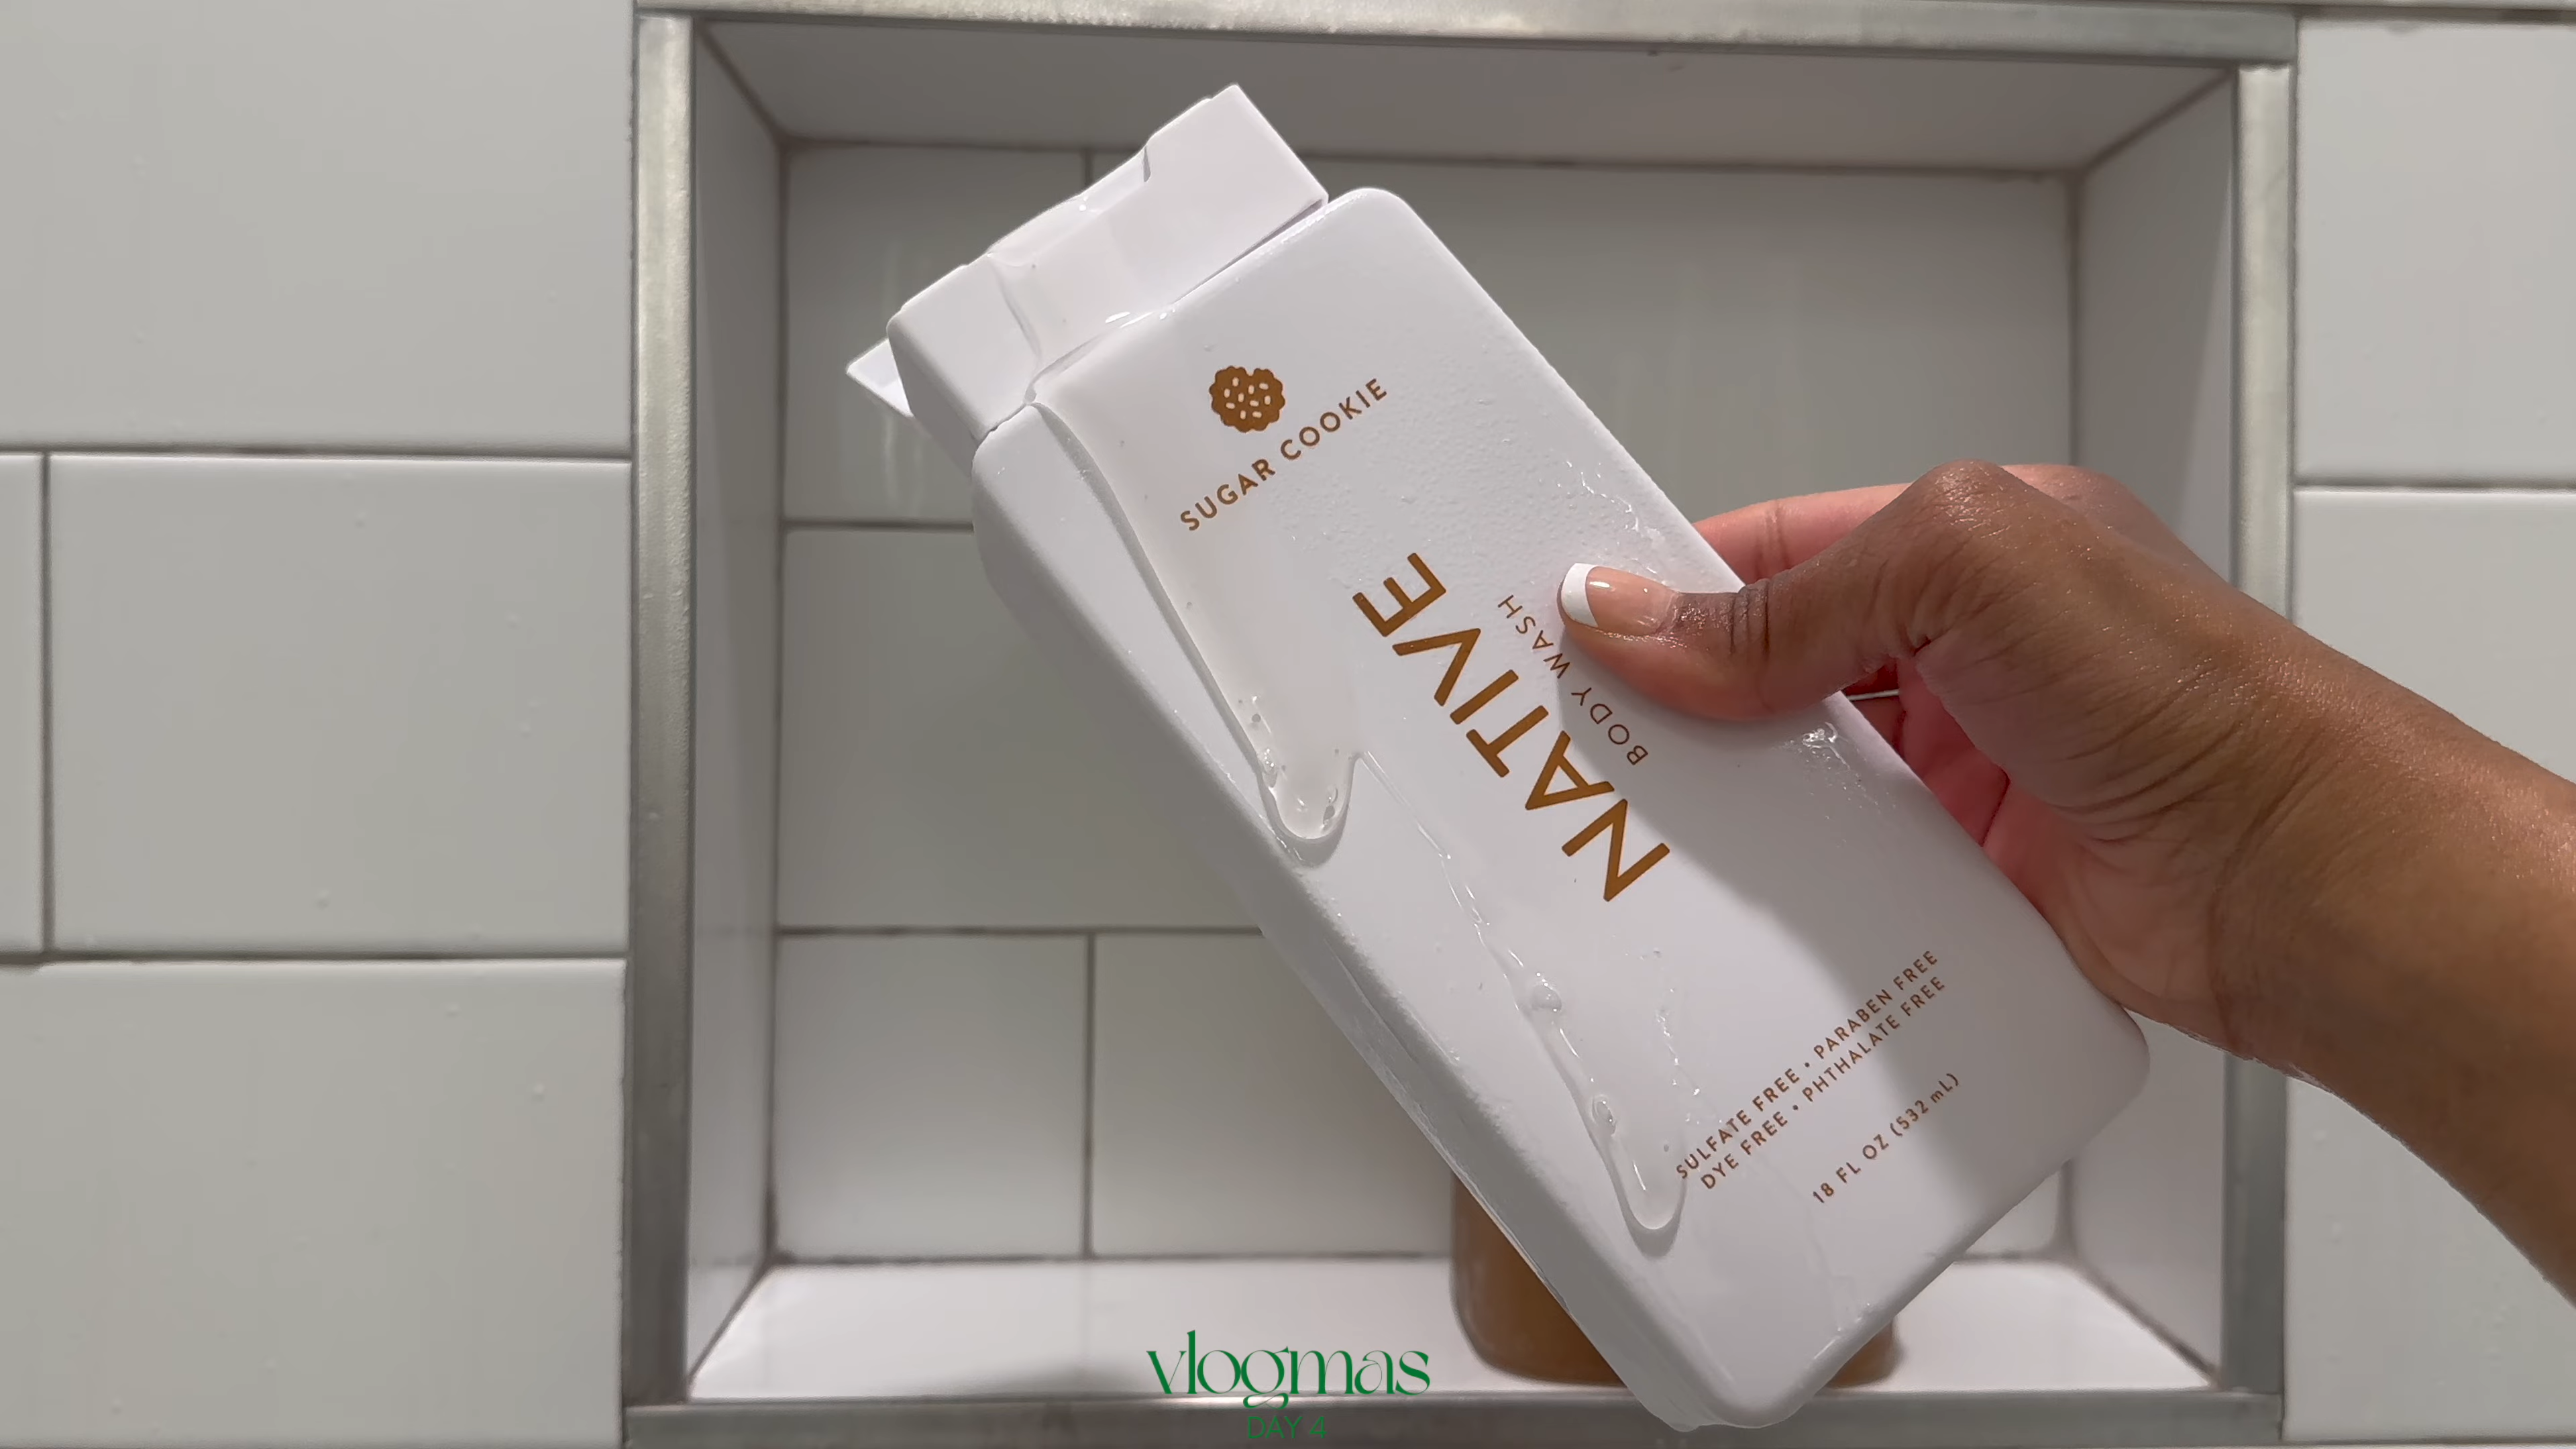 SUGAR COOKIE
NATIVE
BODY WASH
SULFATE FREE • PARABEN FREE
DYE FREE • PHTHALATE FREE
18 FL OZ (532 mL)
vlogmas
DAY 4